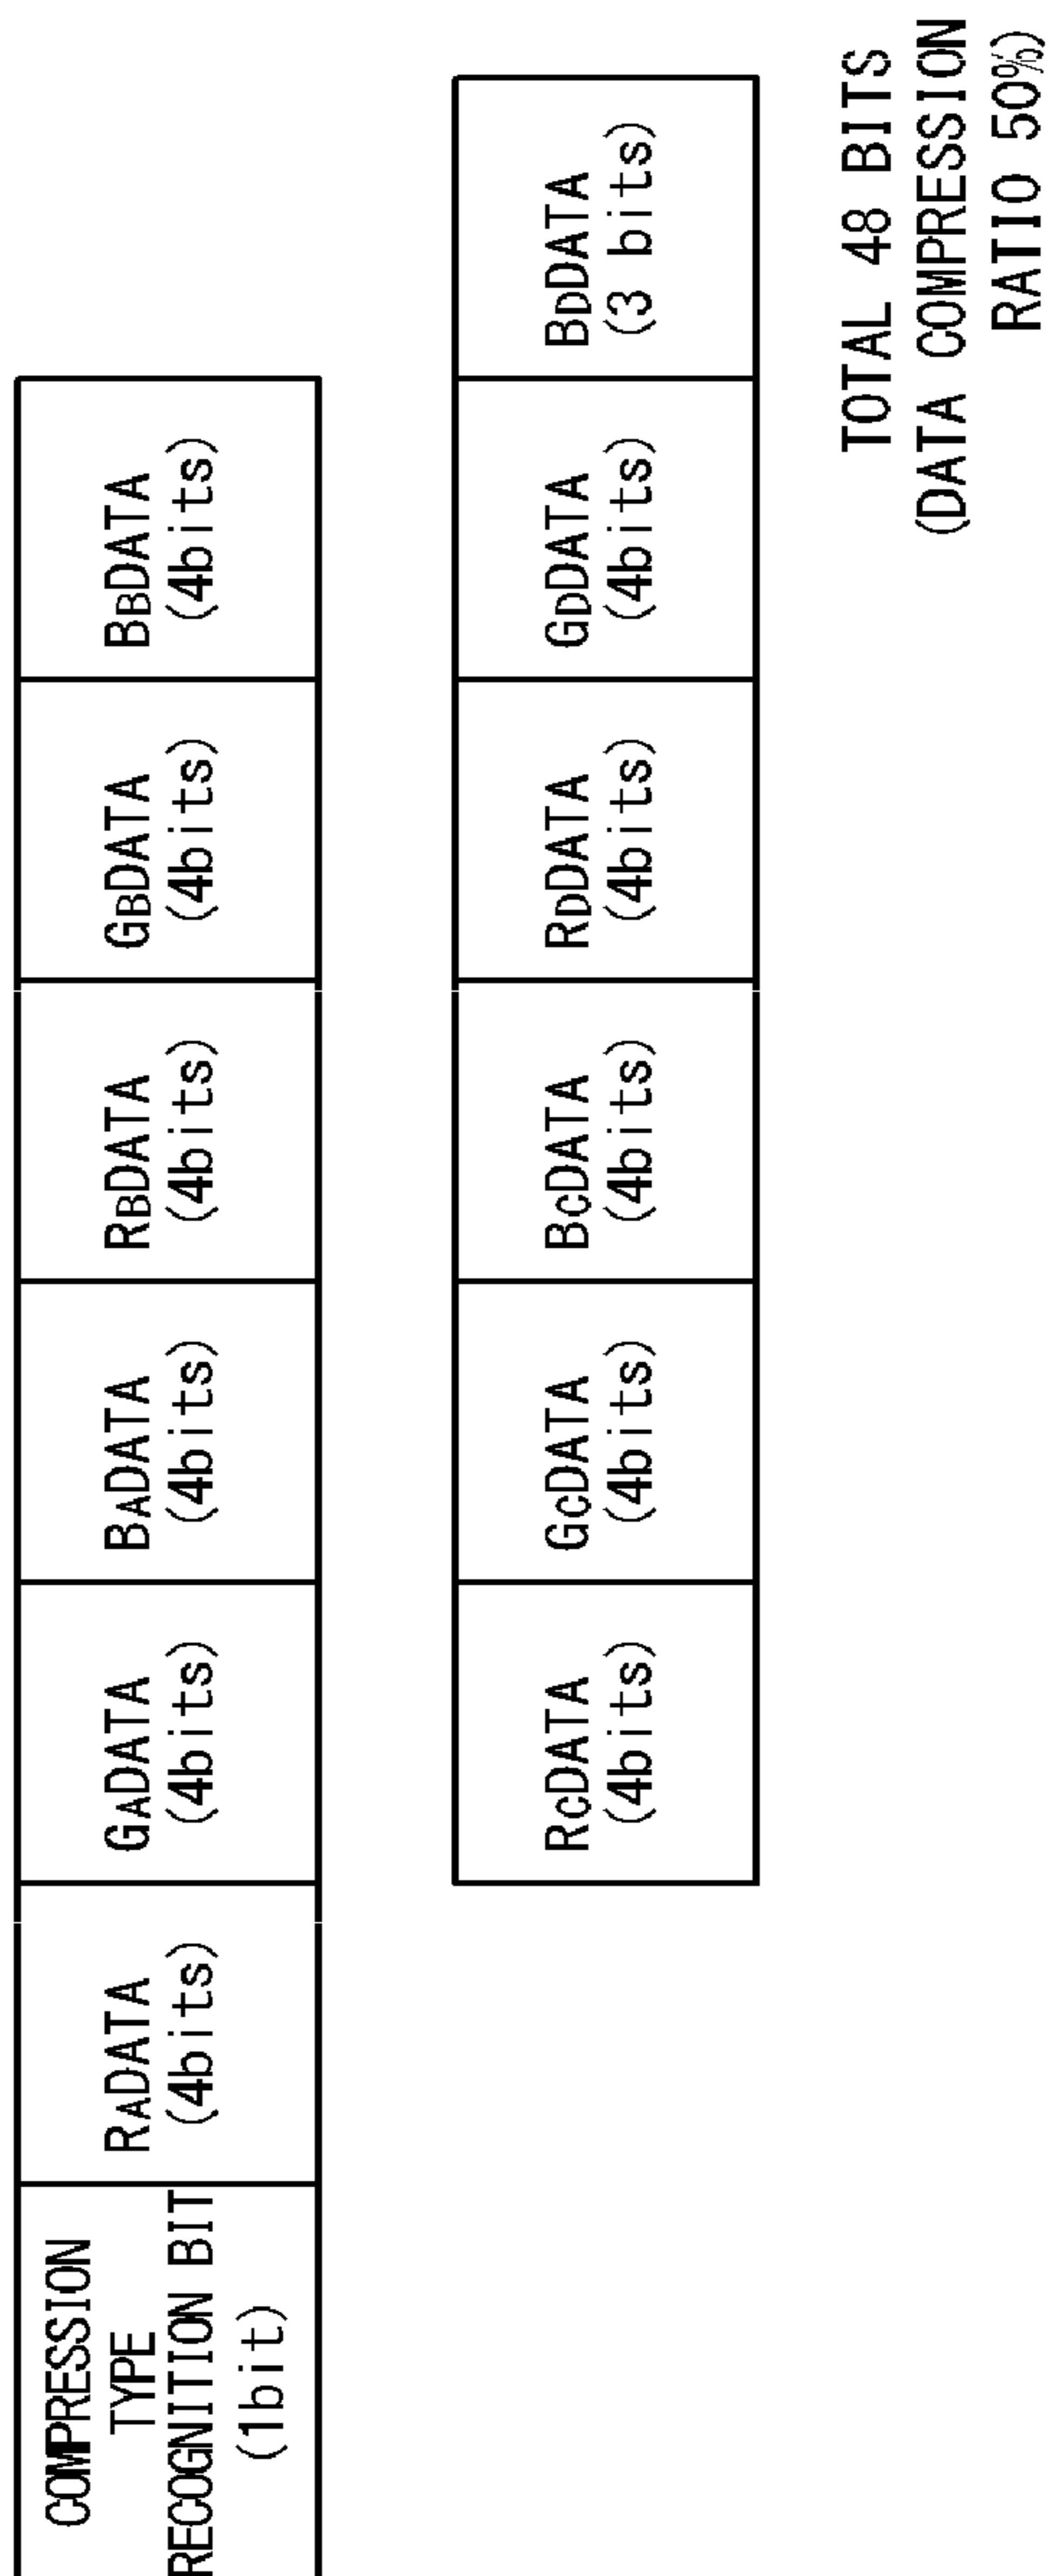 COMPRESSION
TYPE
RECOGNITION BIT
(1bit)
RADATA
(4bits)
GADATA
(4bits)
BADATA
(4bits)
RBDATA
(4bits)
GBDATA
(4bits)
BBDATA
(4bits)
RCDATA
(4bits)
GCDATA
(4bits)
BCDATA
(4bits)
RDDATA
(4bits)
GDDATA
(4bits)
BDDATA
(3 bits)
TOTAL 48 BITS
(DATA COMPRESSION
RATIO 50%)